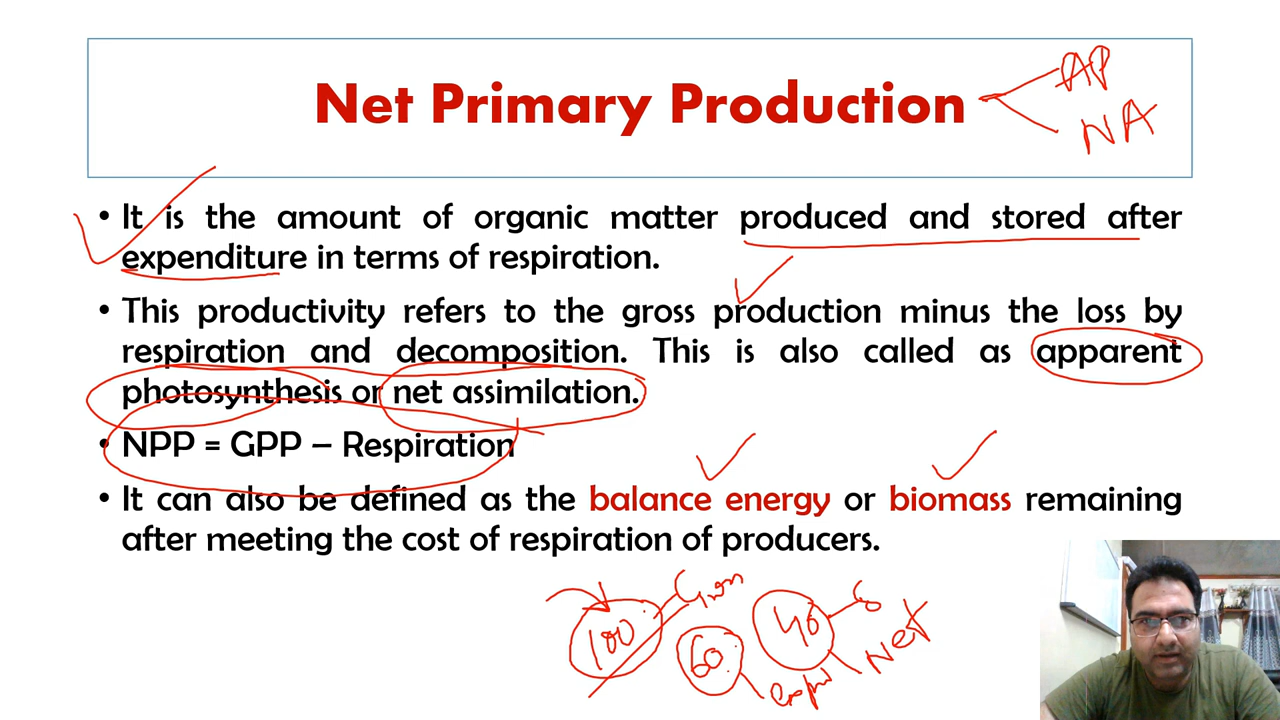 Net Primary Production
AP
NA
• It is the amount of organic matter produced and stored after
expenditure in terms of respiration.
• This productivity refers to the gross production minus the loss by
respiration and decomposition. This is also called as apparent
photosynthesis or net assimilation.
• NPP = GPP – Respiration
• It can also be defined as the balance energy or biomass remaining
after meeting the cost of respiration of producers.
100
60
40
Net